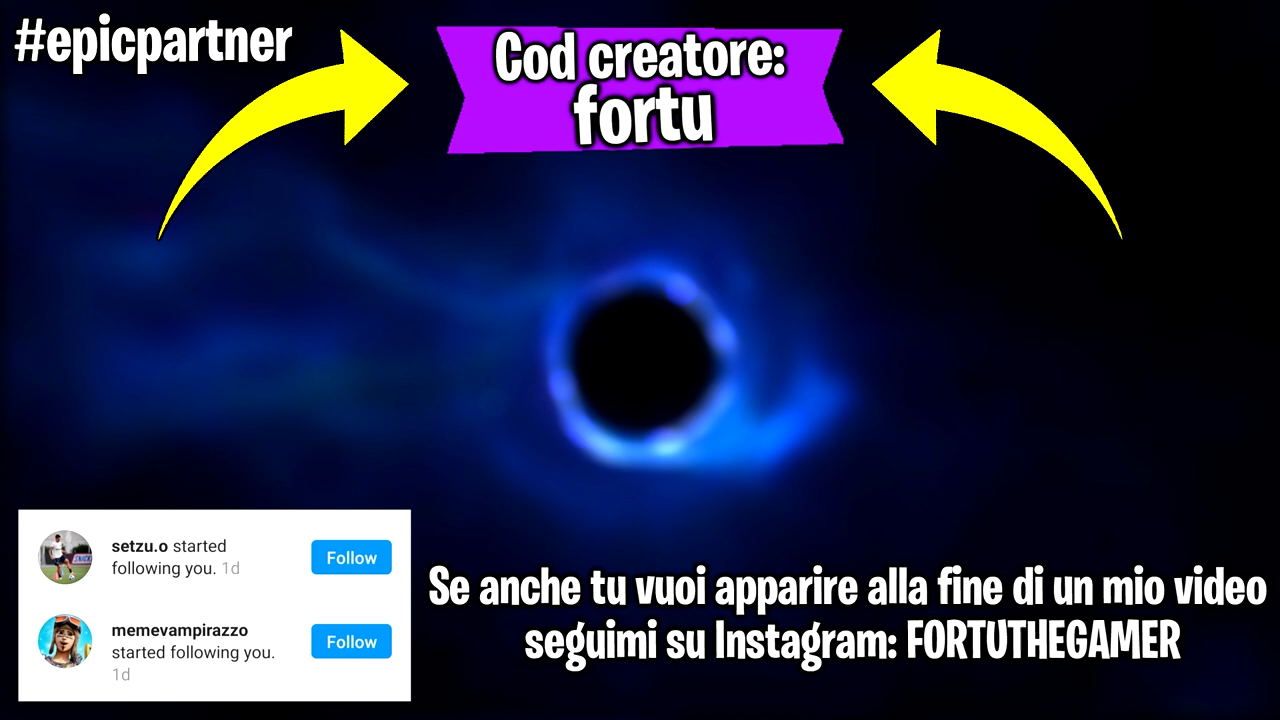 #epicpartner
Cod creatore:
fortu
setzu.o started
following you. 1d
Follow
memevampirazzo
started following you.
1d
Follow
Se anche tu vuoi apparire alla fine di un mio video
seguimi su Instagram: FORTUTHEGAMER